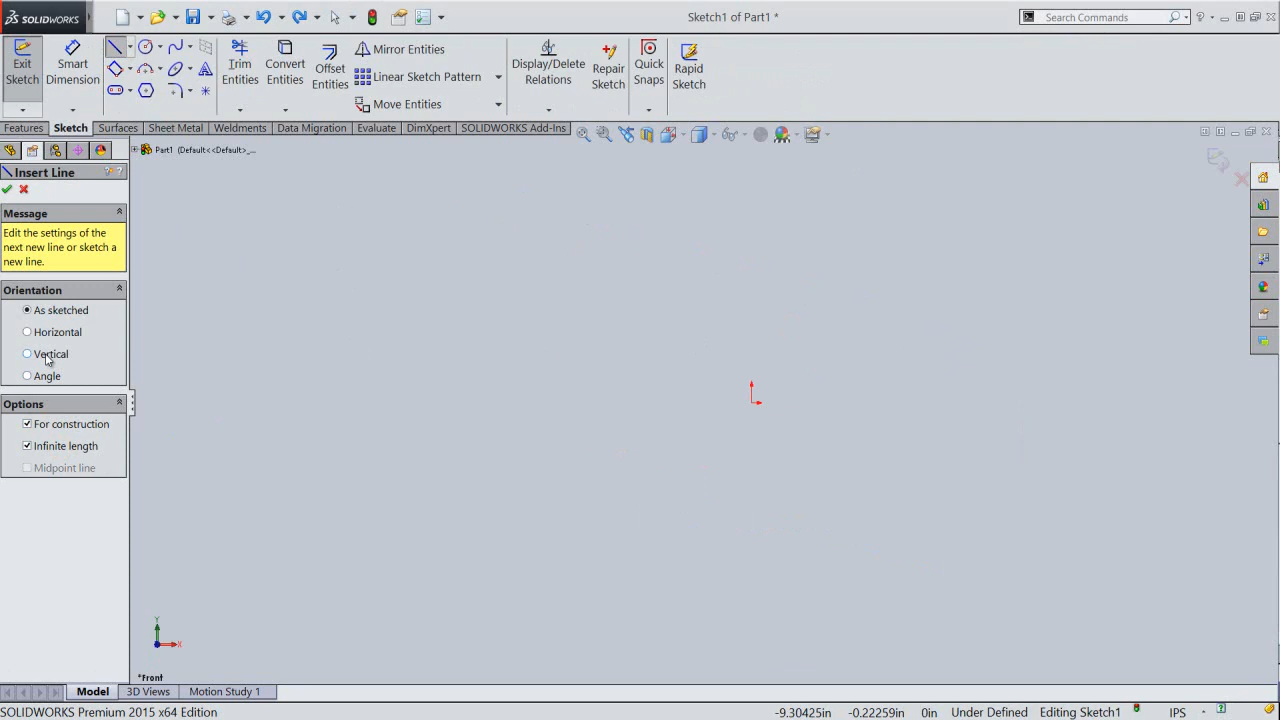 SOLIDWORKS
Sketch1 of Part1 *
Search Commands
?
Exit Sketch
Smart Dimension
Trim Entities
Convert Entities
Offset Entities
Mirror Entities
Linear Sketch Pattern
Move Entities
Display/Delete Relations
Repair Sketch
Quick Snaps
Rapid Sketch
Features
Sketch
Surfaces
Sheet Metal
Weldments
Data Migration
Evaluate
DimXpert
SOLIDWORKS Add-Ins
Part1 (Default<<Default>_...
Insert Line
Message
Edit the settings of the
next new line or sketch a
new line.
Orientation
As sketched
Horizontal
Vertical
Angle
Options
For construction
Infinite length
Midpoint line
Y
X
*Front
Model
3D Views
Motion Study 1
SOLIDWORKS Premium 2015 x64 Edition
-9.30425in
-0.22259in
0in
Under Defined
Editing Sketch1
IPS